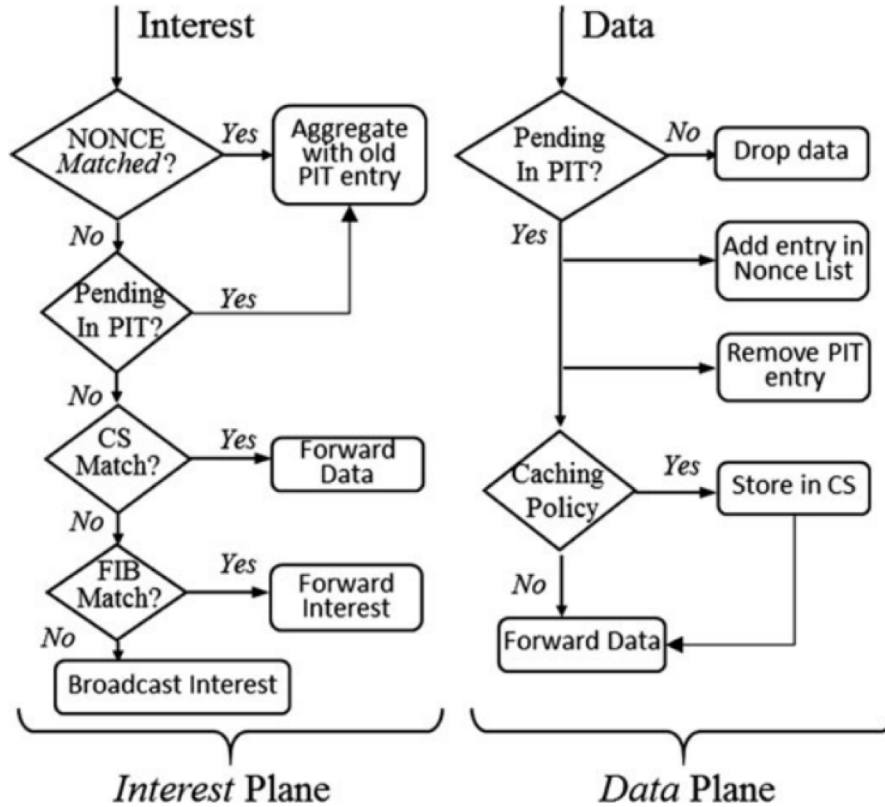 Interest
NONCE
Matched?
Yes
Aggregate
with old
PIT entry
No
Pending
In PIT?
Yes
No
CS
Match?
Yes
Forward
Data
No
FIB
Match?
Yes
Forward
Interest
No
Broadcast Interest
Interest Plane
Data
Pending
In PIT?
No
Drop data
Yes
Add entry in
Nonce List
Remove PIT
entry
Caching
Policy
Yes
Store in CS
No
Forward Data
Data Plane